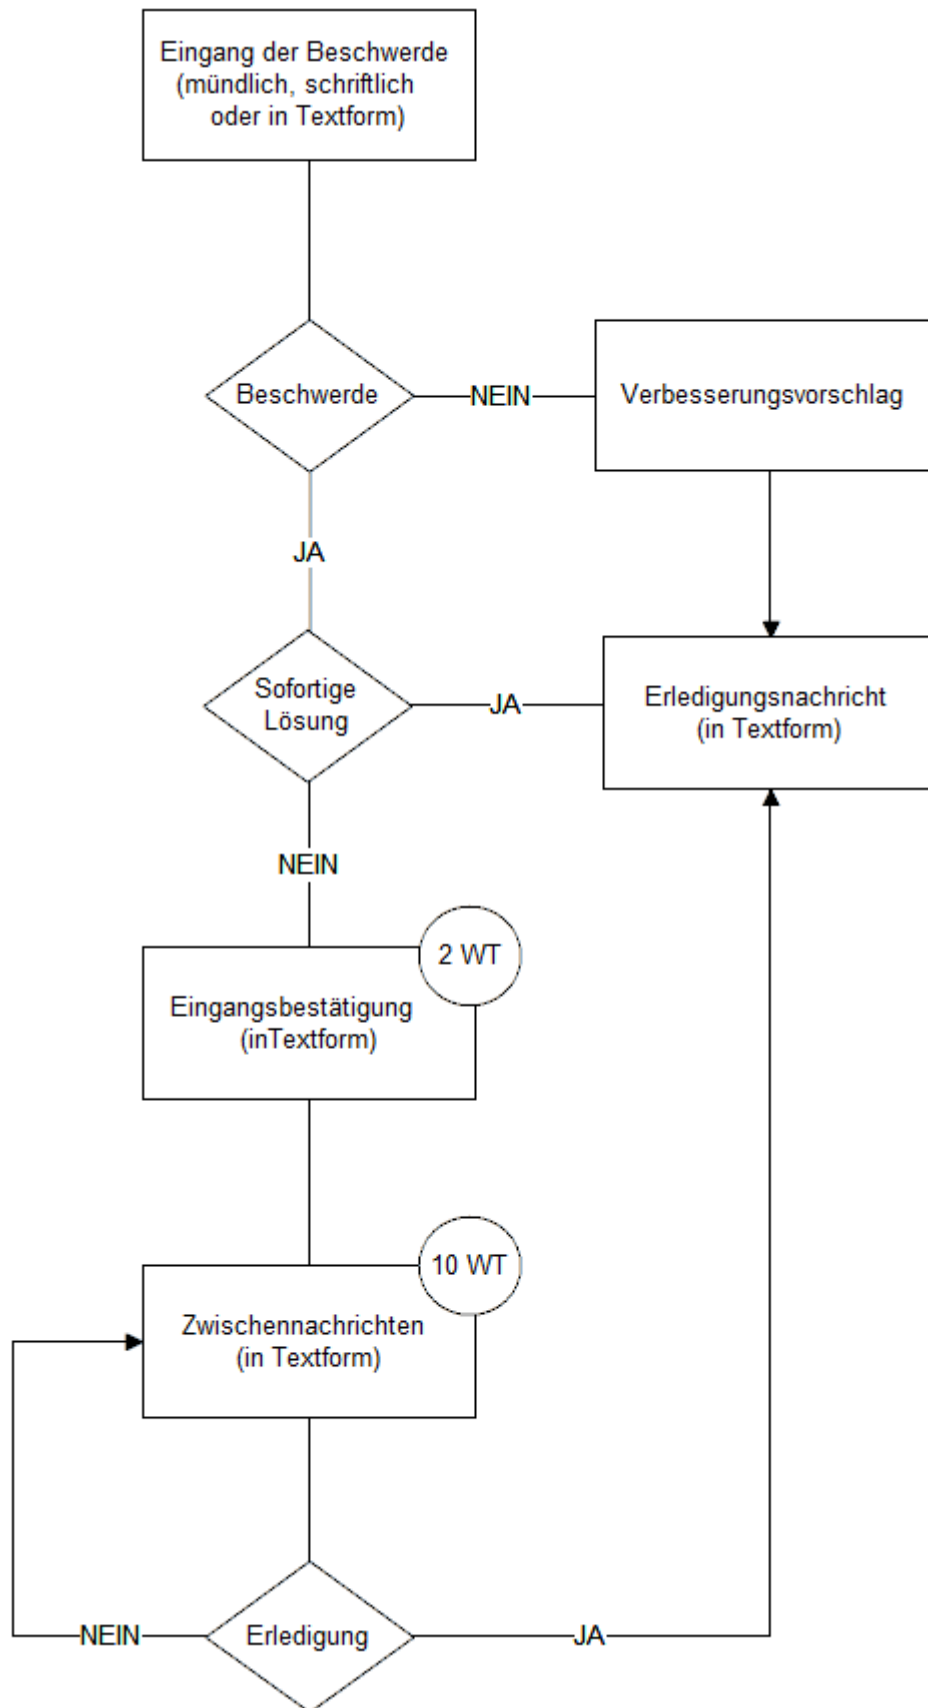 Eingang der Beschwerde
(mündlich, schriftlich
oder in Textform)
Beschwerde
NEIN
Verbesserungsvorschlag
JA
Sofortige
Lösung
JA
Erledigungsnachricht
(in Textform)
NEIN
2 WT
Eingangsbestätigung
(inTextform)
10 WT
Zwischennachrichten
(in Textform)
NEIN
Erledigung
JA